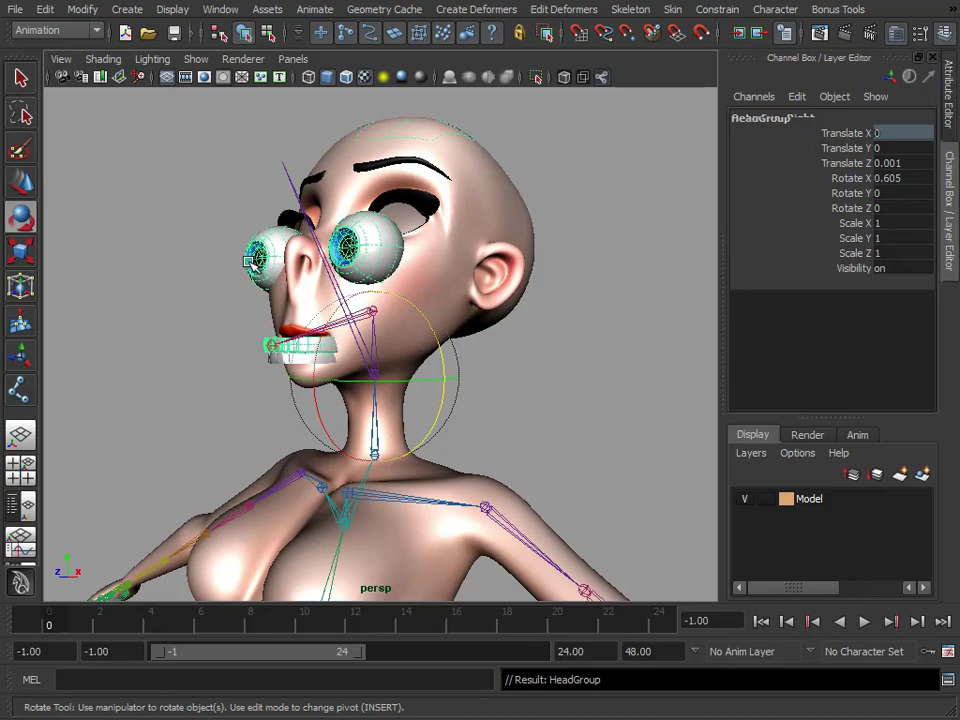 File Edit Modify Create Display Window Assets Animate Geometry Cache Create Deformers Edit Deformers Skeleton Skin Constrain Character Bonus Tools
Animation
View Shading Lighting Show Renderer Panels
Channel Box / Layer Editor
Channels Edit Object Show
Translate X 0
Translate Y 0
Translate Z 0.001
Rotate X 0.605
Rotate Y 0
Rotate Z 0
Scale X 1
Scale Y 1
Scale Z 1
Visibility on
Attribute Editor
Channel Box / Layer Editor
Display Render Anim
Layers Options Help
V Model
z x
persp
0 2 4 6 8 10 12 14 16 18 20 22 24
0
-1.00
-1.00 -1.00 -1 24 24.00 48.00 No Anim Layer No Character Set
MEL // Result: HeadGroup
Rotate Tool: Use manipulator to rotate object(s). Use edit mode to change pivot (INSERT).